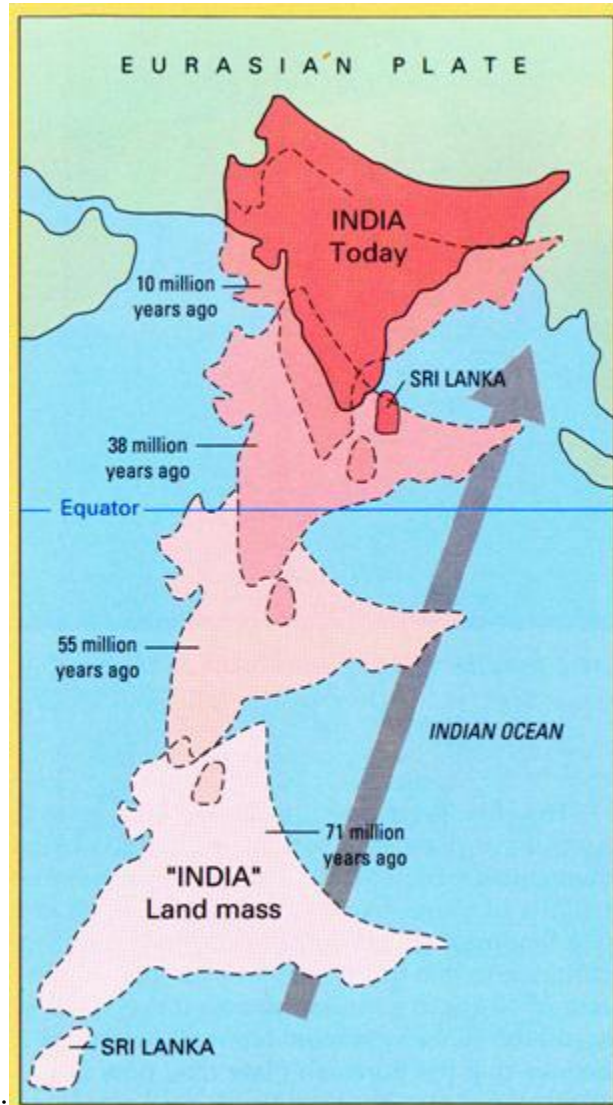 EURASIAN PLATE
INDIA
Today
10 million
years ago
SRI LANKA
38 million
years ago
Equator
55 million
years ago
INDIAN OCEAN
71 million
years ago
"INDIA"
Land mass
SRI LANKA
.